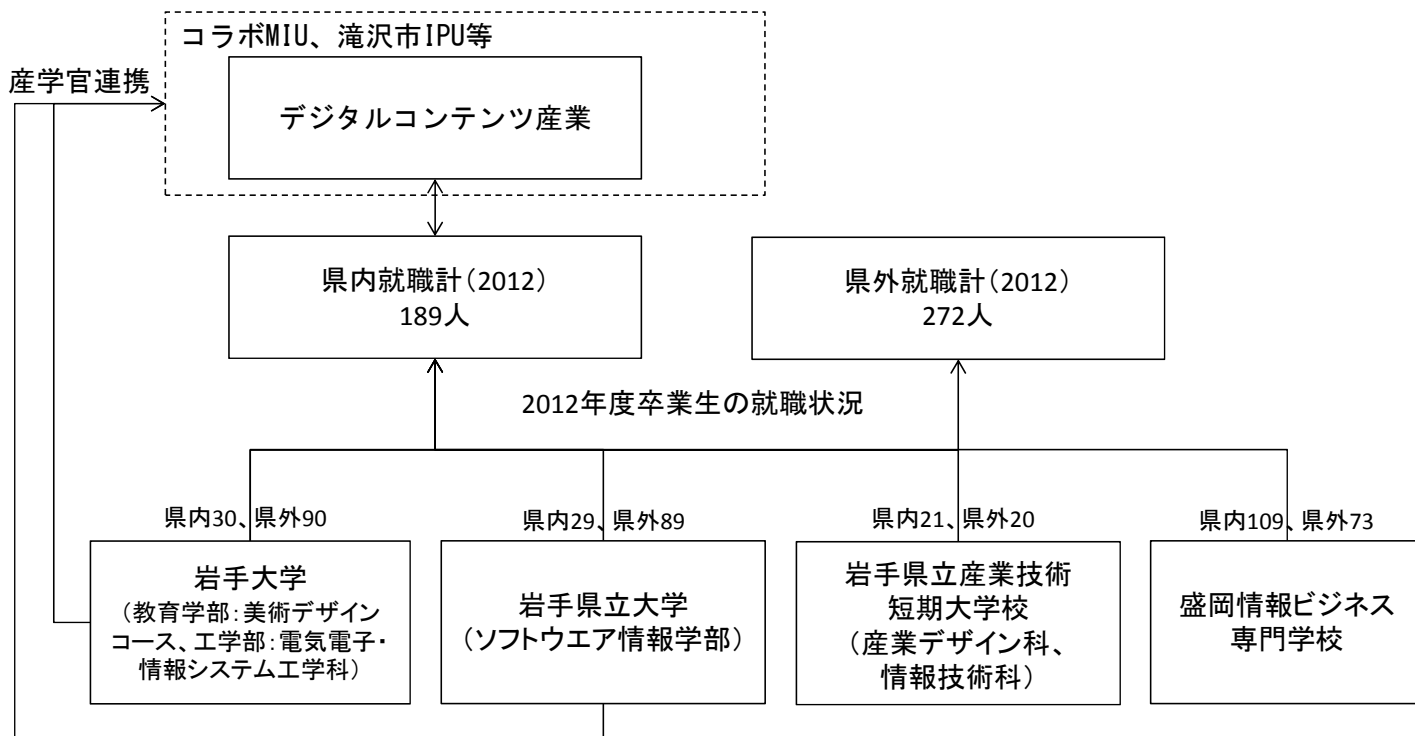 コラボMIU、滝沢市IPU等
産学官連携
デジタルコンテンツ産業
県内就職計（2012）
189人
県外就職計（2012）
272人
2012年度卒業生の就職状況
県内30、県外90
県内29、県外89
県内21、県外20
県内109、県外73
岩手大学
（教育学部：美術デザイン
コース、工学部：電気電子・
情報システム工学科）
岩手県立大学
（ソフトウエア情報学部）
岩手県立産業技術
短期大学校
（産業デザイン科、
情報技術科）
盛岡情報ビジネス
専門学校